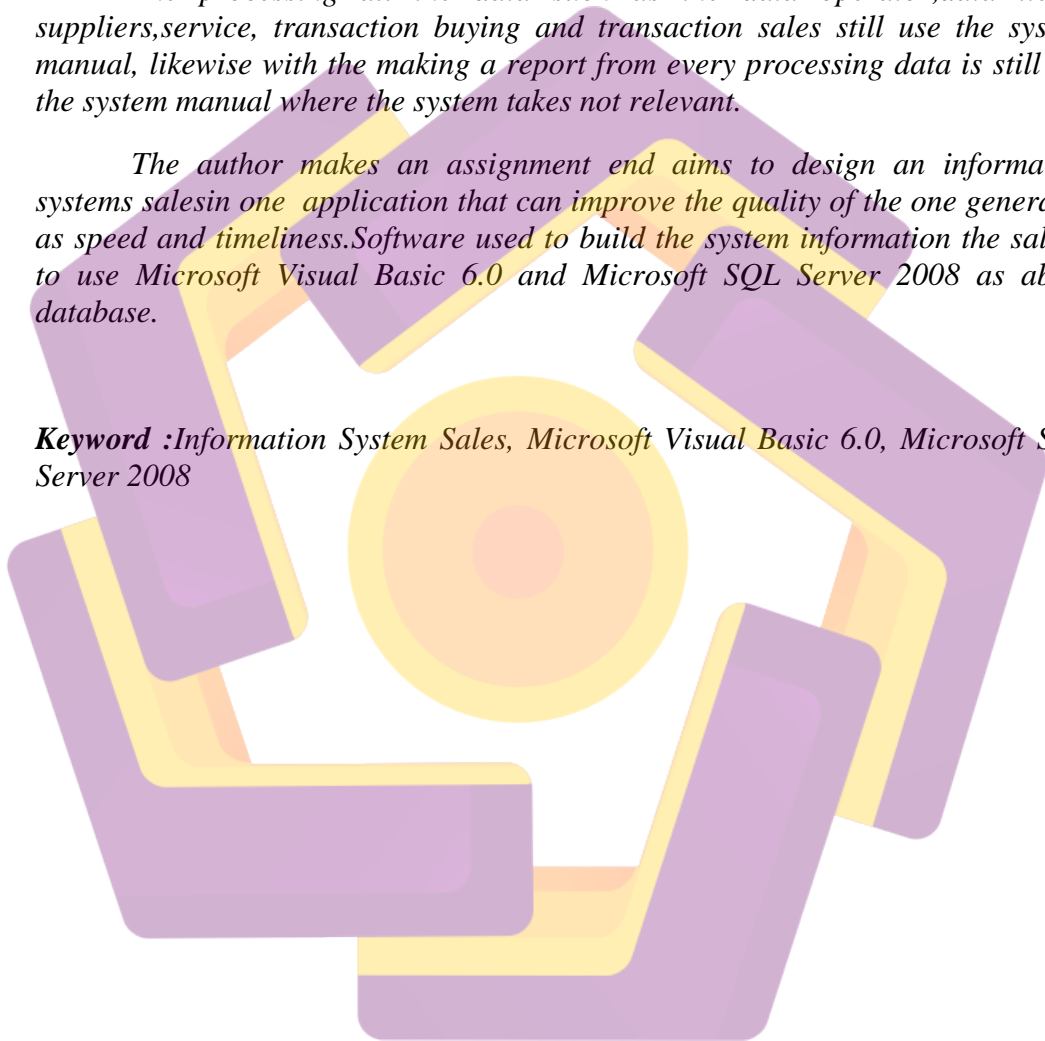 suppliers,service, transaction buying and transaction sales still use the sys
manual, likewise with the making a report from every processing data is still
the system manual where the system takes not relevant.
The author makes an assignment end aims to design an informa
systems salesin one application that can improve the quality of the one genera
as speed and timeliness.Software used to build the system information the sal
to use Microsoft Visual Basic 6.0 and Microsoft SQL Server 2008 as ab
database.
Keyword :Information System Sales, Microsoft Visual Basic 6.0, Microsoft S
Server 2008